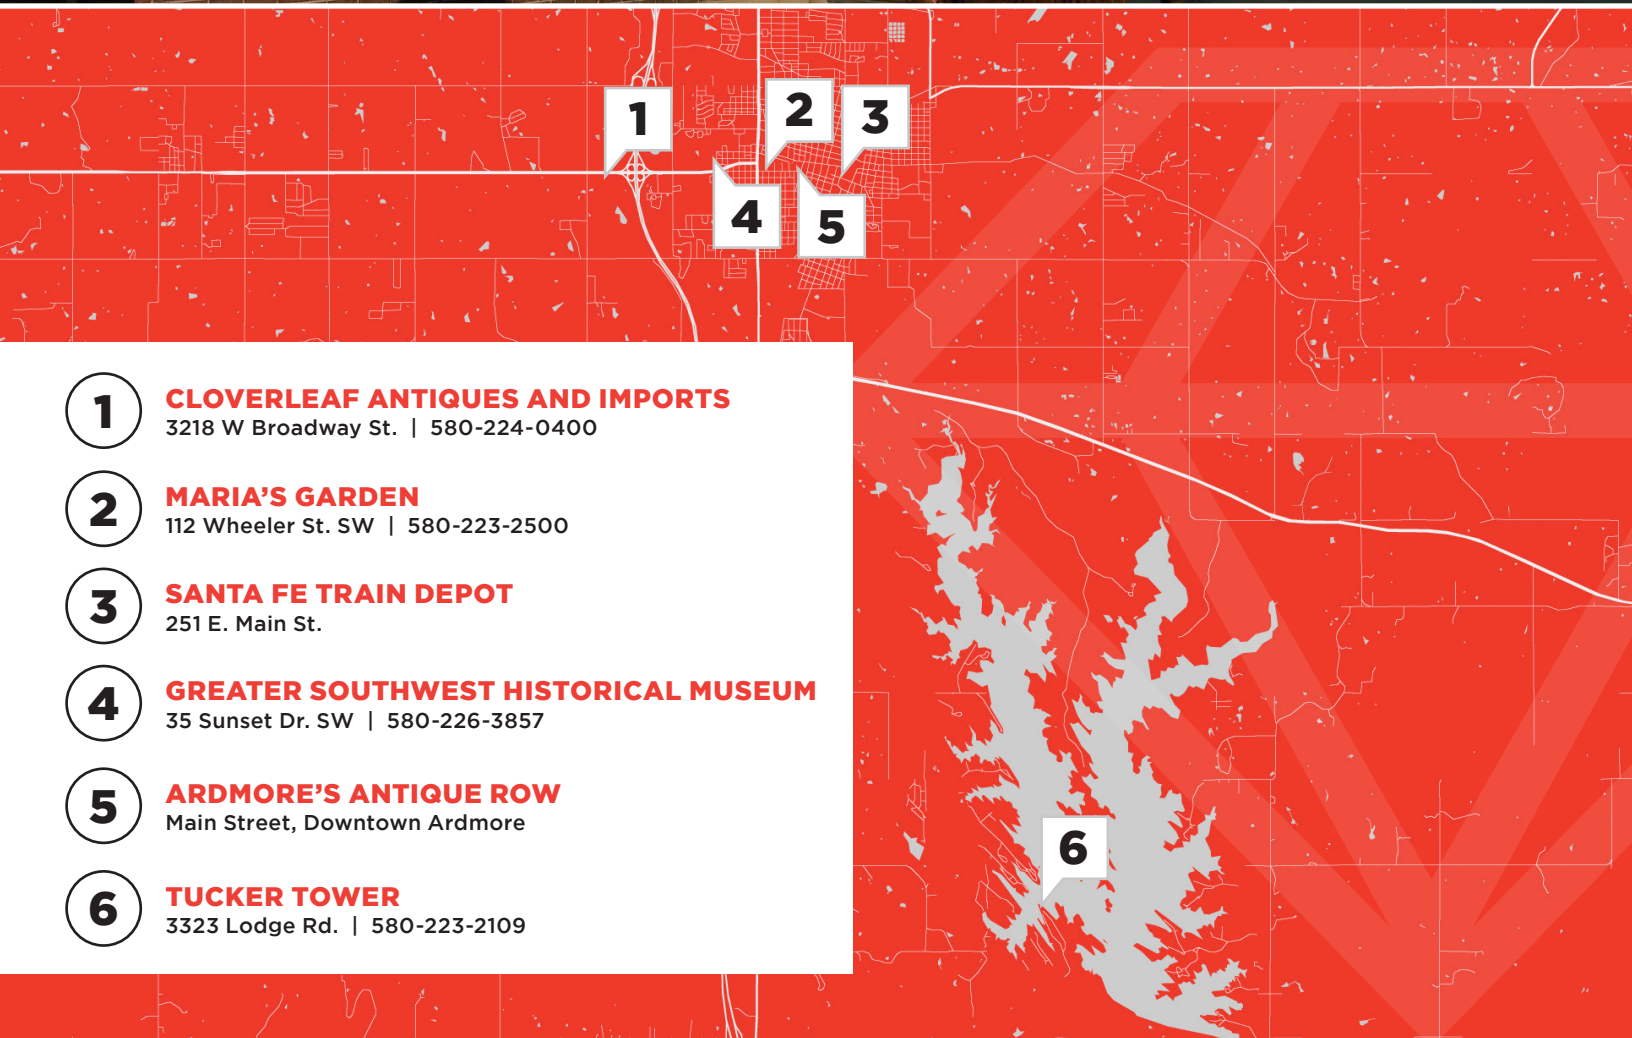 1
2
3
4
5
1
CLOVERLEAF ANTIQUES AND IMPORTS
3218 W Broadway St. | 580-224-0400
2
MARIA'S GARDEN
112 Wheeler St. SW | 580-223-2500
3
SANTA FE TRAIN DEPOT
251 E. Main St.
4
GREATER SOUTHWEST HISTORICAL MUSEUM
35 Sunset Dr. SW | 580-226-3857
5
ARDMORE'S ANTIQUE ROW
Main Street, Downtown Ardmore
6
TUCKER TOWER
3323 Lodge Rd. | 580-223-2109
6